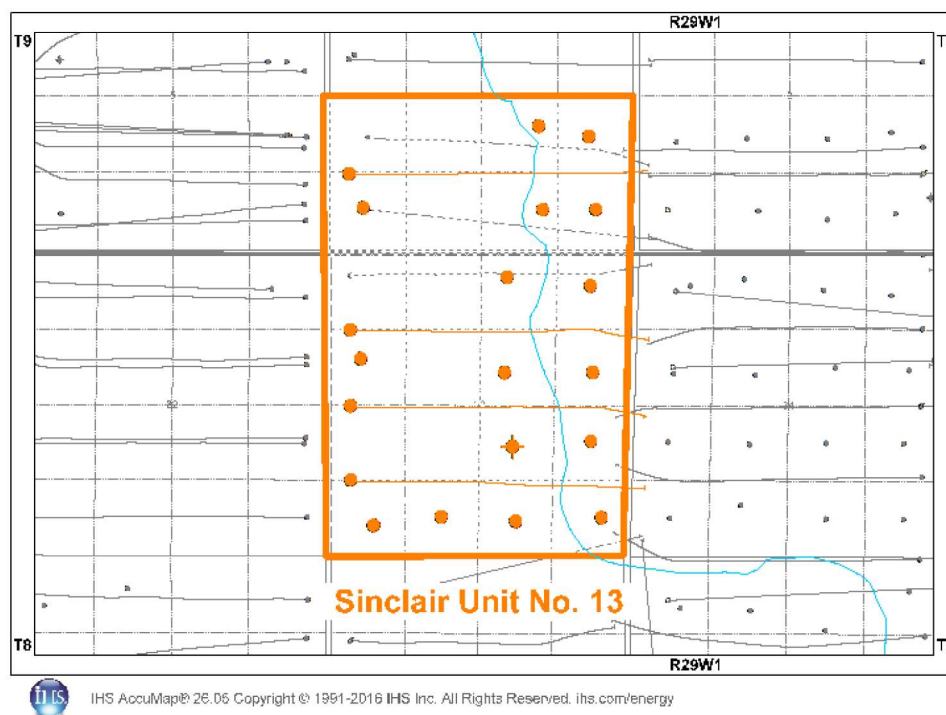 R29W1
T9
T
Sinclair Unit No. 13
T8
T
R29W1
IHS
IHS AccuMap® 26.05 Copyright © 1991-2016 IHS Inc. All Rights Reserved. ihs.com/energy